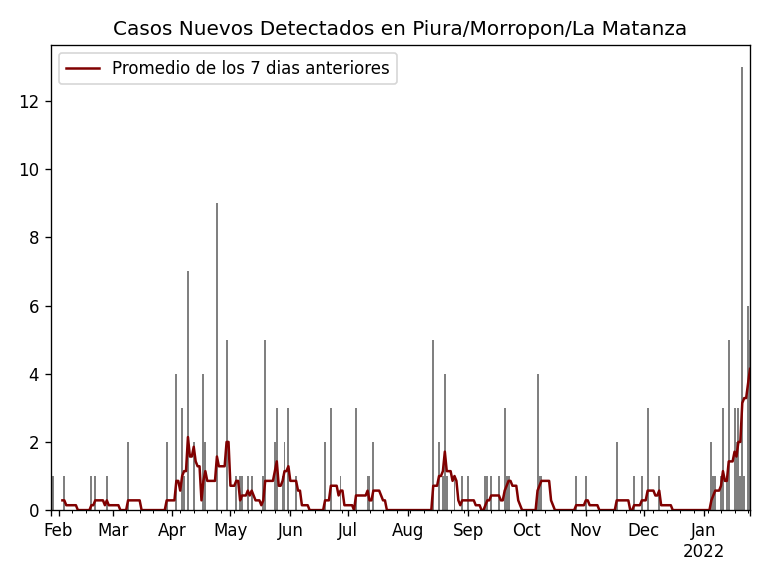 Casos Nuevos Detectados en Piura/Morropon/La Matanza
Promedio de los 7 dias anteriores
12
10
8
6
4
2
0
Feb Mar Apr May Jun Jul Aug Sep Oct Nov Dec Jan
2022